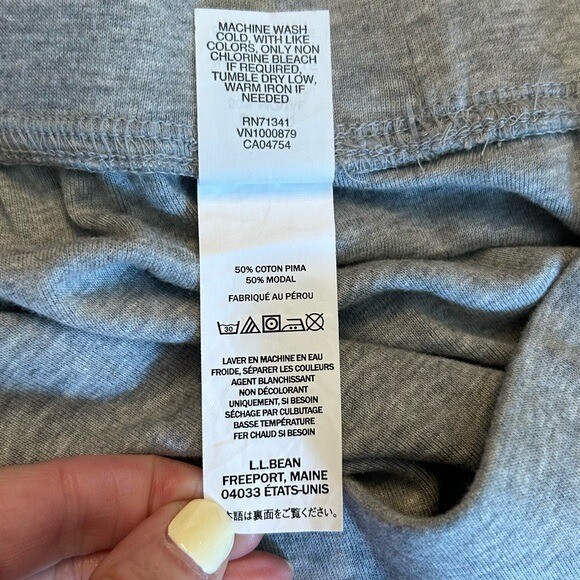 MACHINE WASH
COLD, WITH LIKE
COLORS, ONLY NON
CHLORINE BLEACH
IF REQUIRED,
TUMBLE DRY LOW,
WARM IRON IF
NEEDED
RN71341
VN1000879
CA04754
50% COTON PIMA
50% MODAL
FABRIQUÉ AU PÉROU
30
LAVER EN MACHINE EN EAU
FROIDE, SÉPARER LES COULEURS
AGENT BLANCHISSANT
NON DÉCOLORANT
UNIQUEMENT, SI BESOIN
SÉCHAGE PAR CULBUTAGE
BASSE TEMPÉRATURE
FER CHAUD SI BESOIN
L.L.BEAN
FREEPORT, MAINE
04033 ÉTATS-UNIS
本語は裏面をご覧ください。